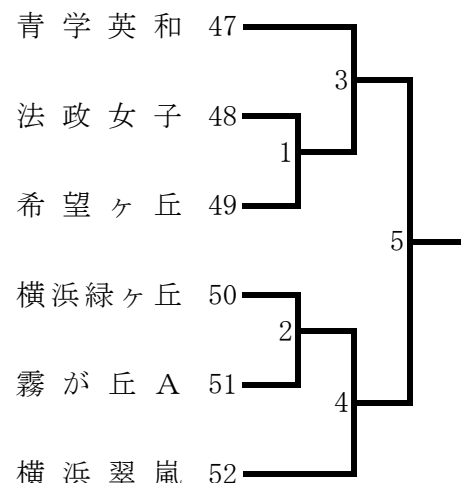 青学英和 47
3
法政女子 48
1
希望ヶ丘 49
5
横浜緑ヶ丘 50
2
霧が丘A 51
4
横浜翠嵐 52